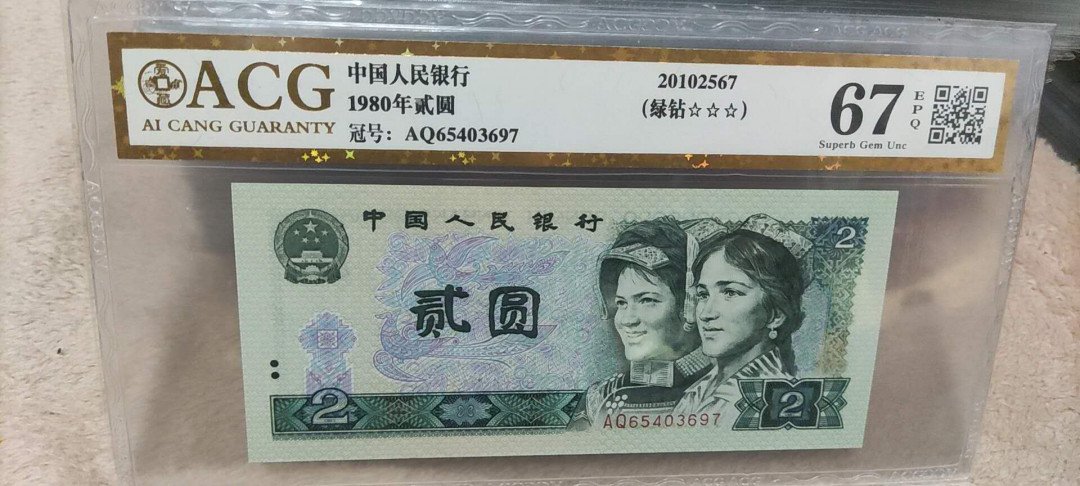 ACG
AI CANG GUARANTY
中国人民银行
1980年贰圆
冠号: AQ65403697
20102567
(绿钻☆☆☆)
67
EPQ
Superb Gem Unc
中国人民银行
2
贰圆
2
AQ65403697
2